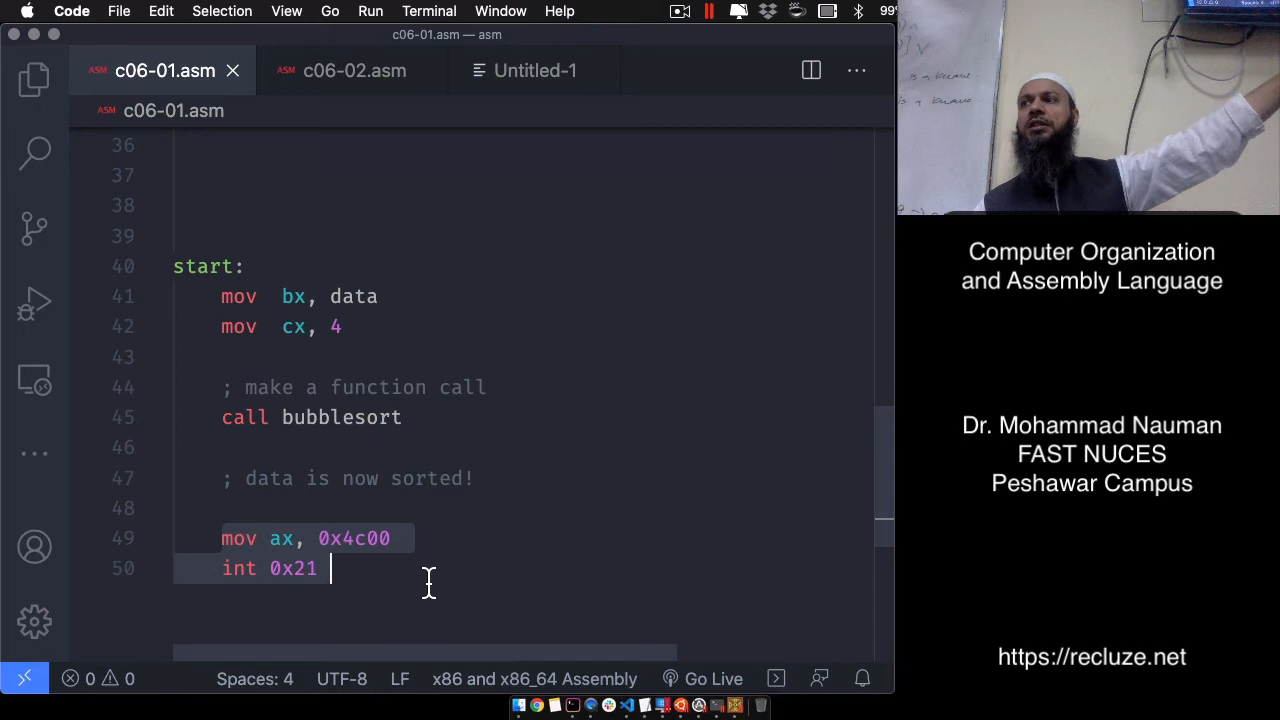 Code File Edit Selection View Go Run Terminal Window Help 99%
c06-01.asm — asm
ASM c06-01.asm
ASM c06-02.asm
Untitled-1
ASM c06-01.asm
36
37
38
39
40 start:
41 mov bx, data
42 mov cx, 4
43
44 ; make a function call
45 call bubblesort
46
47 ; data is now sorted!
48
49 mov ax, 0x4c00
50 int 0x21
0 0 Spaces: 4 UTF-8 LF x86 and x86_64 Assembly Go Live
Computer Organization
and Assembly Language
Dr. Mohammad Nauman
FAST NUCES
Peshawar Campus
https://recluze.net